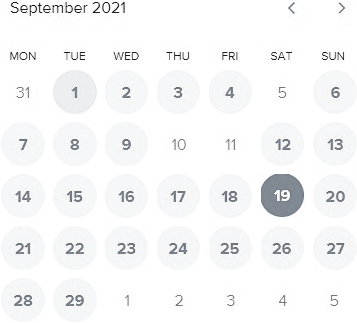 September 2021
MON TUE WED THU FRI SAT SUN
31 1 2 3 4 5 6
7 8 9 10 11 12 13
14 15 16 17 18 19 20
21 22 23 24 25 26 27
28 29 1 2 3 4 5